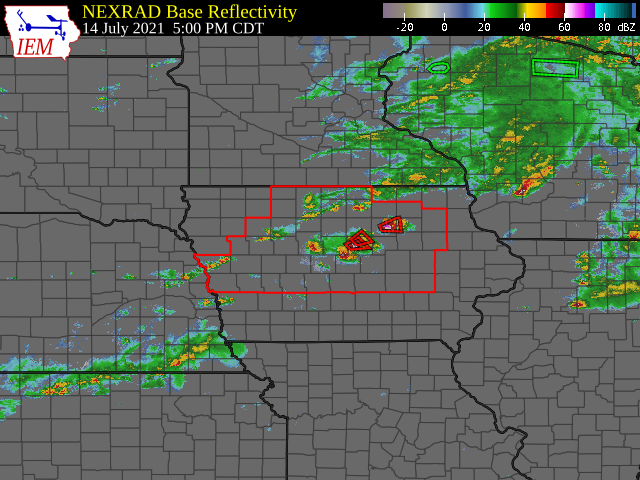 NEXRAD Base Reflectivity
14 July 2021  5:00 PM CDT
IEM
-20 0 20 40 60 80 dBZ